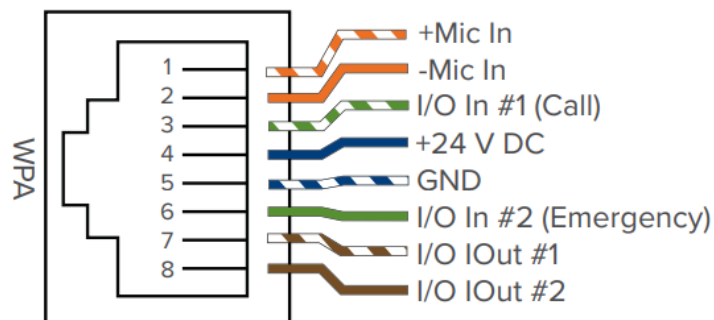 WPA
1 +Mic In
2 -Mic In
3 I/O In #1 (Call)
4 +24 V DC
5 GND
6 I/O In #2 (Emergency)
7 I/O IOut #1
8 I/O IOut #2